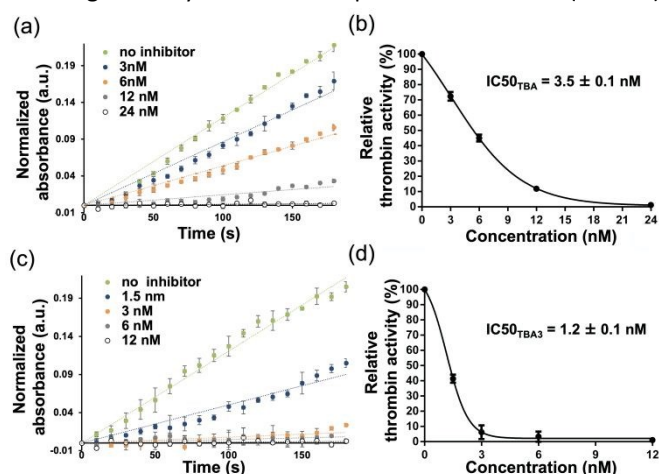 (a)
Normalized
absorbance (a.u.)
0.19
0.14
0.09
0.04
0.01
no inhibitor
3nM
6nM
12 nM
24 nM
0 50 100 150
Time (s)
(b)
Relative
thrombin activity (%)
100
90
80
70
60
50
40
30
20
10
0
IC50TBA = 3.5 ± 0.1 nM
0 3 6 12 24
Concentration (nM)
(c)
Normalized
absorbance (a.u.)
0.19
0.14
0.09
0.04
-0.01
no inhibitor
1.5 nm
3 nM
6 nM
12 nM
0 50 100 150
Time (s)
(d)
Relative
thrombin activity (%)
100
90
80
70
60
50
40
30
20
10
0
IC50TBA3 = 1.2 ± 0.1 nM
0 3 6 12
Concentration (nM)